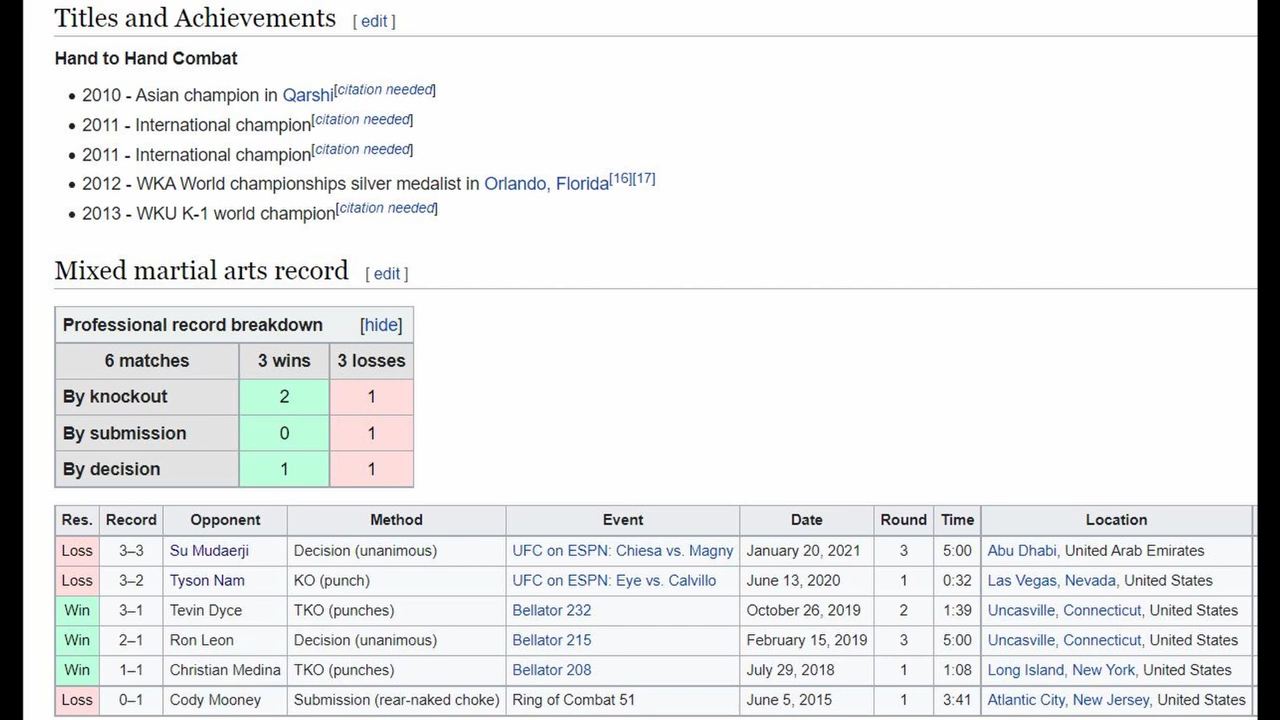 Titles and Achievements [ edit ]
Hand to Hand Combat
• 2010 - Asian champion in Qarshi[citation needed]
• 2011 - International champion[citation needed]
• 2011 - International champion[citation needed]
• 2012 - WKA World championships silver medalist in Orlando, Florida[16][17]
• 2013 - WKU K-1 world champion[citation needed]
Mixed martial arts record [ edit ]
Professional record breakdown [hide]
6 matches 3 wins 3 losses
By knockout 2 1
By submission 0 1
By decision 1 1
Res. Record Opponent Method Event Date Round Time Location
Loss 3–3 Su Mudaerji Decision (unanimous) UFC on ESPN: Chiesa vs. Magny January 20, 2021 3 5:00 Abu Dhabi, United Arab Emirates
Loss 3–2 Tyson Nam KO (punch) UFC on ESPN: Eye vs. Calvillo June 13, 2020 1 0:32 Las Vegas, Nevada, United States
Win 3–1 Tevin Dyce TKO (punches) Bellator 232 October 26, 2019 2 1:39 Uncasville, Connecticut, United States
Win 2–1 Ron Leon Decision (unanimous) Bellator 215 February 15, 2019 3 5:00 Uncasville, Connecticut, United States
Win 1–1 Christian Medina TKO (punches) Bellator 208 July 29, 2018 1 1:08 Long Island, New York, United States
Loss 0–1 Cody Mooney Submission (rear-naked choke) Ring of Combat 51 June 5, 2015 1 3:41 Atlantic City, New Jersey, United States